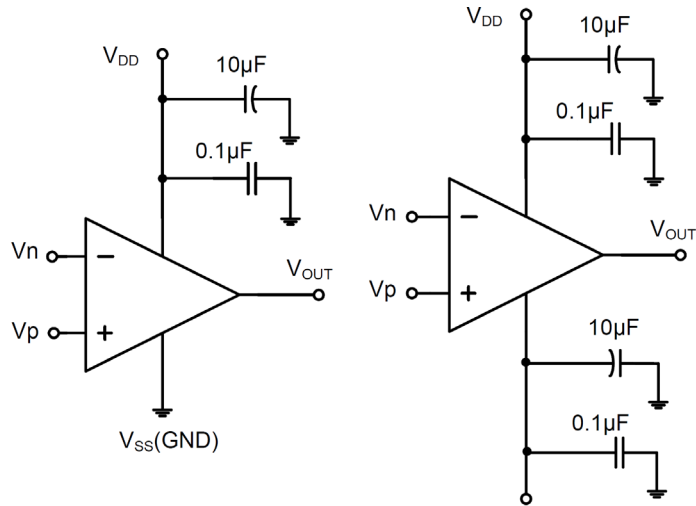 VDD
10µF
0.1µF
Vn
−
Vp
+
VOUT
VSS(GND)
VDD
10µF
0.1µF
Vn
−
Vp
+
VOUT
10µF
0.1µF